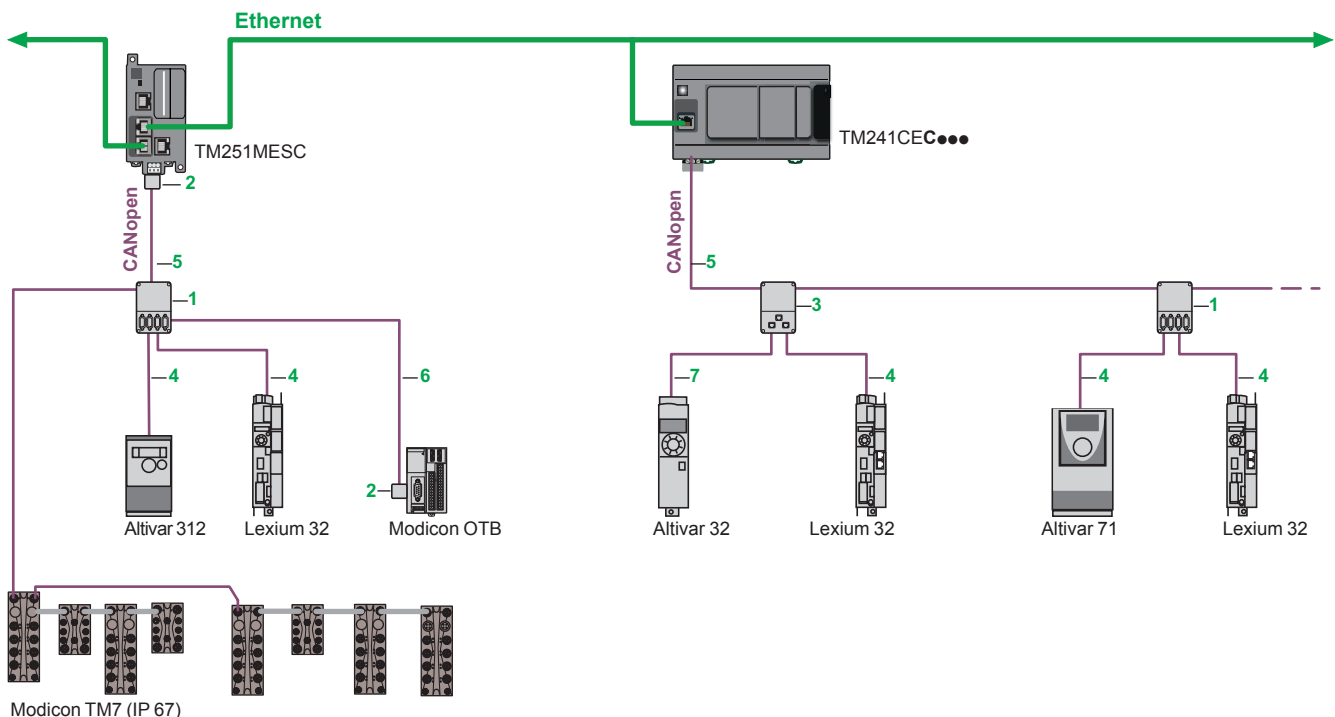 Ethernet
TM251MESC
TM241CEC●●●
2
CANopen
CANopen
5
5
1
3
1
4
4
6
7
4
4
4
2
Altivar 312
Lexium 32
Modicon OTB
Altivar 32
Lexium 32
Altivar 71
Lexium 32
Modicon TM7 (IP 67)